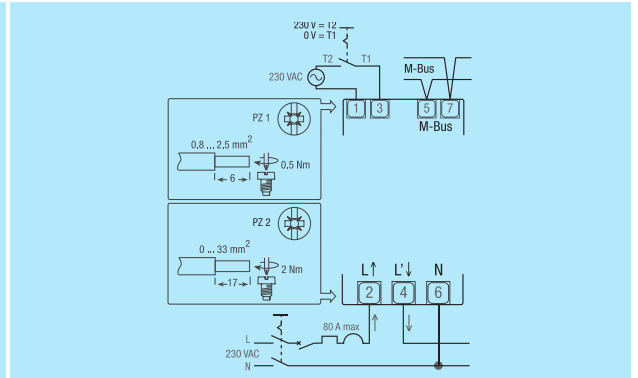 230 V = T2
0 V = T1
T2 T1
230 VAC
M-Bus
1 3 5 7
M-Bus
PZ 1
0,8 ... 2.5 mm²
0.5 Nm
6
PZ 2
0 ... 33 mm²
2 Nm
17
L↑ L'↓ N
2 4 6
80 A max
L
230 VAC
N